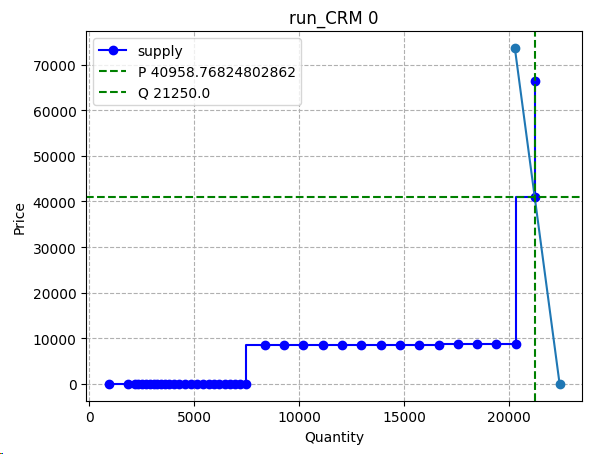 run_CRM 0
supply
P 40958.76824802862
Q 21250.0
70000
60000
50000
40000
30000
20000
10000
0
Price
0 5000 10000 15000 20000
Quantity